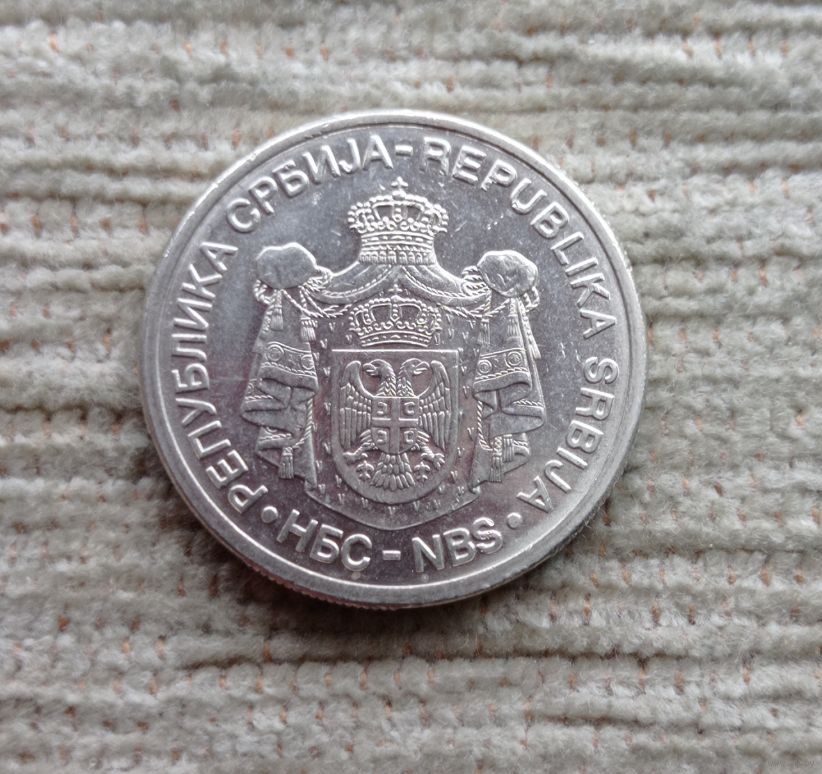 РЕПУБЛИКА СРБИЈА - REPUBLIKA SRBIJA
• НБС - NBS •